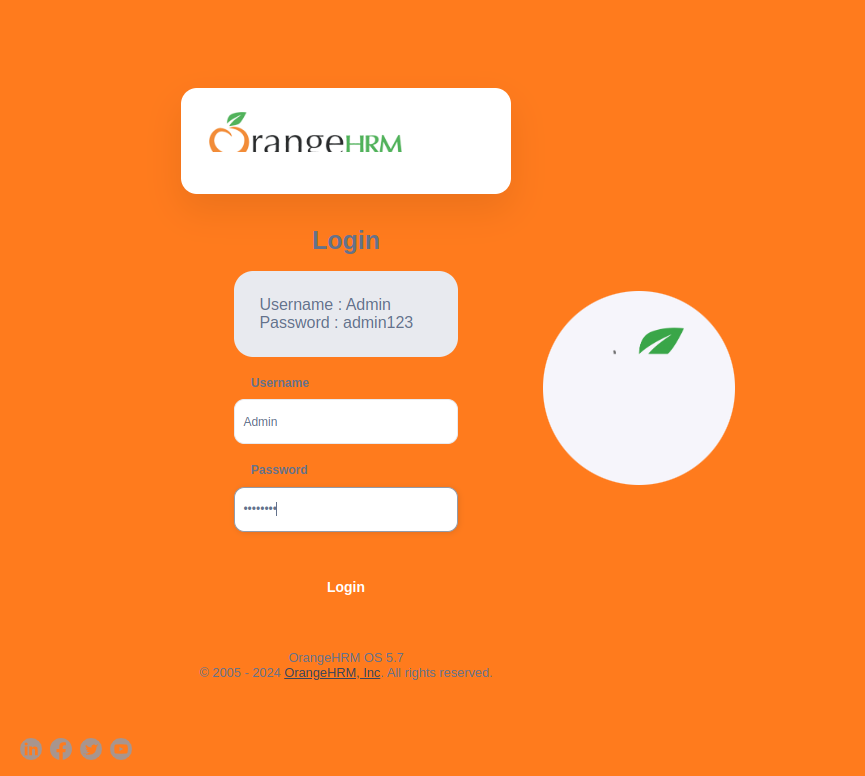 OrangeHRM
Login
Username : Admin
Password : admin123
Username
Admin
Password
••••••••
Login
OrangeHRM OS 5.7
© 2005 - 2024 OrangeHRM, Inc. All rights reserved.